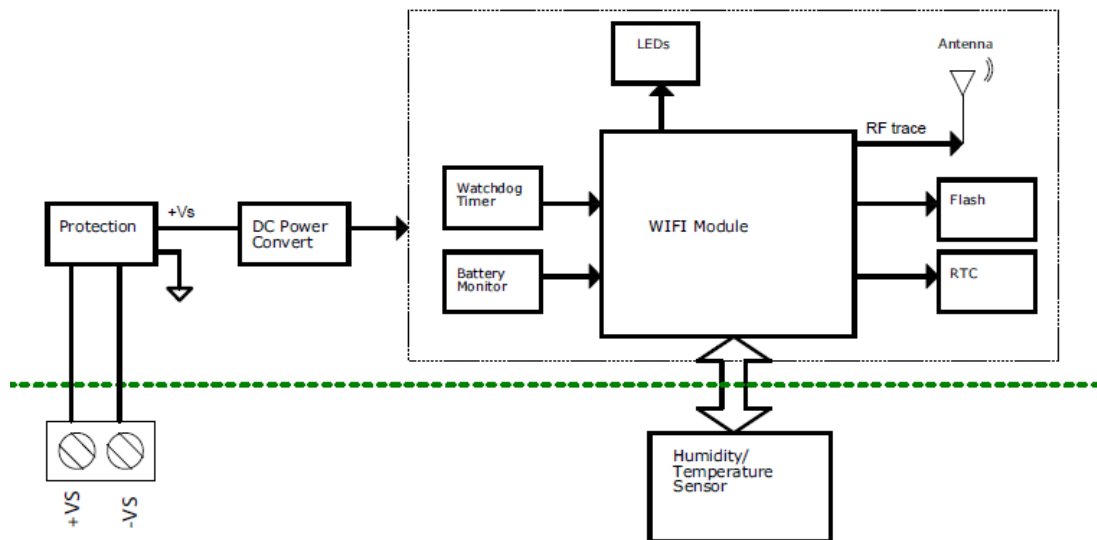 LEDs
Antenna
RF trace
Watchdog
Timer
WIFI Module
Flash
Protection
+Vs
DC Power
Convert
Battery
Monitor
RTC
Humidity/
Temperature
Sensor
+VS
-VS